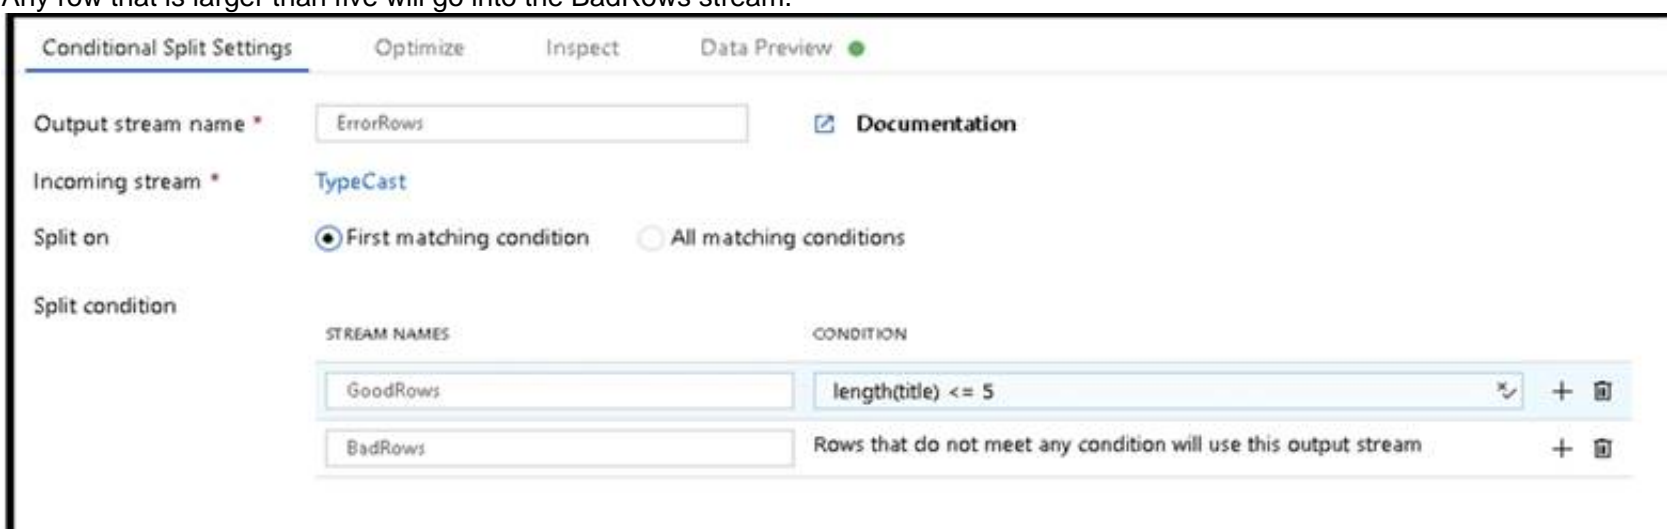 Any row that is larger than five will go into the BadRows stream.
Conditional Split Settings Optimize Inspect Data Preview
Output stream name * ErrorRows Documentation
Incoming stream * TypeCast
Split on First matching condition All matching conditions
Split condition
STREAM NAMES CONDITION
GoodRows length(title) <= 5
BadRows Rows that do not meet any condition will use this output stream